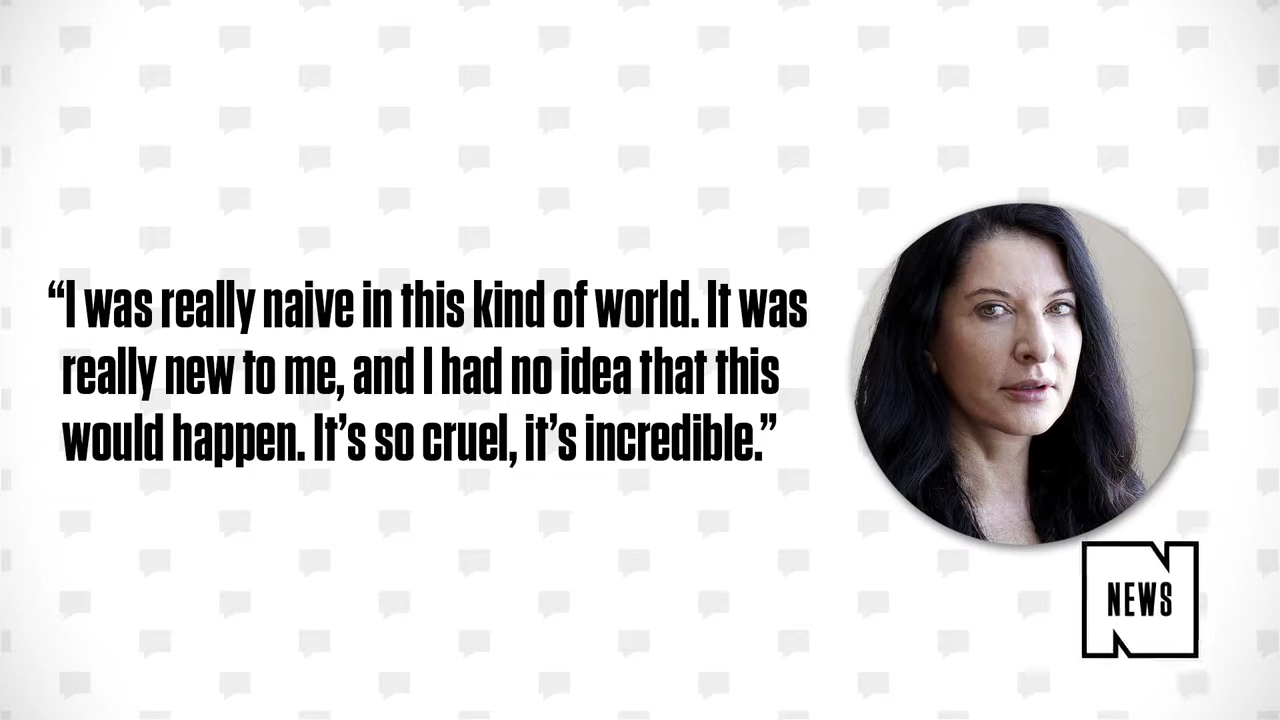 “I was really naive in this kind of world. It was
really new to me, and I had no idea that this
would happen. It’s so cruel, it’s incredible.”
NEWS